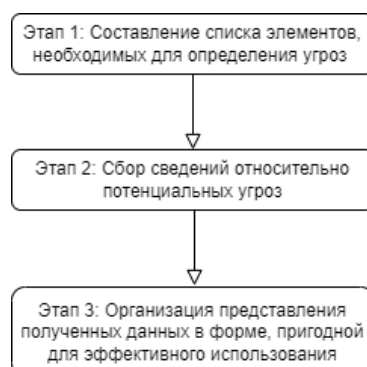 Этап 1: Составление списка элементов,
необходимых для определения угроз
Этап 2: Сбор сведений относительно
потенциальных угроз
Этап 3: Организация представления
полученных данных в форме, пригодной
для эффективного использования